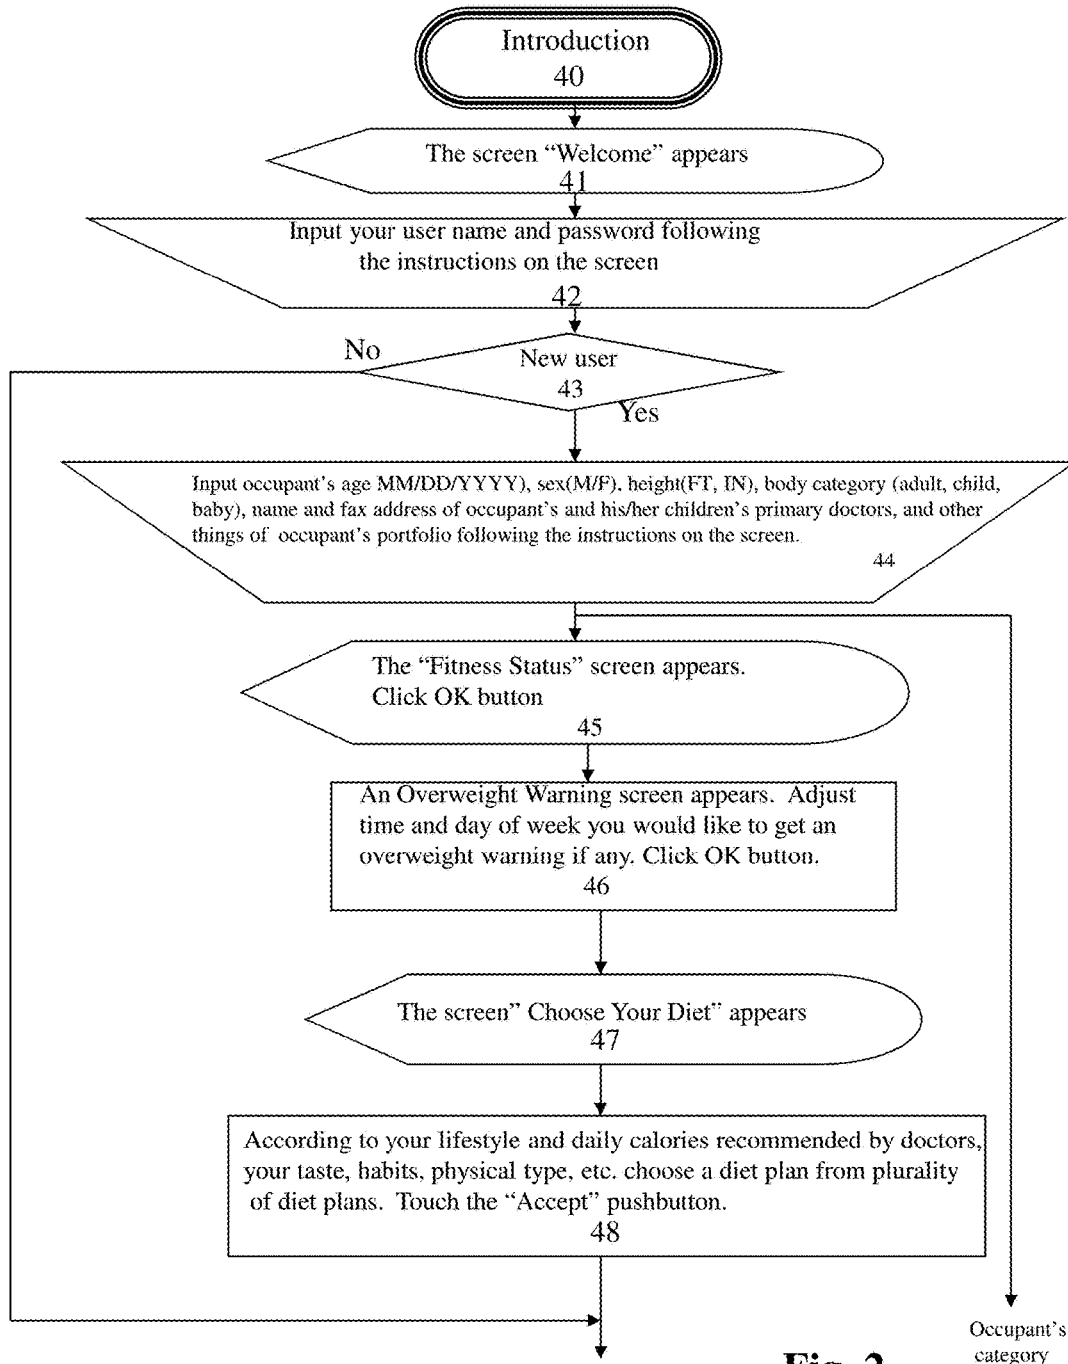 Introduction
40
The screen “Welcome” appears
41
Input your user name and password following
the instructions on the screen
42
No
New user
43
Yes
Input occupant’s age MM/DD/YYYY), sex(M/F), height(FT, IN), body category (adult, child,
baby), name and fax address of occupant’s and his/her children’s primary doctors, and other
things of occupant’s portfolio following the instructions on the screen.
44
The “Fitness Status” screen appears.
Click OK button
45
An Overweight Warning screen appears. Adjust
time and day of week you would like to get an
overweight warning if any. Click OK button.
46
The screen” Choose Your Diet” appears
47
According to your lifestyle and daily calories recommended by doctors,
your taste, habits, physical type, etc. choose a diet plan from plurality
of diet plans. Touch the “Accept” pushbutton.
48
Occupant’s
category